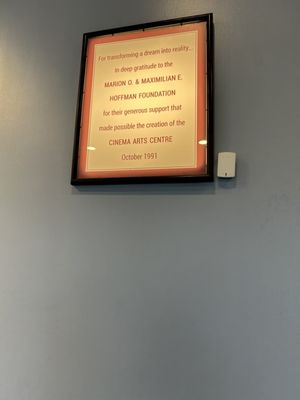 For transforming a dream into reality...
in deep gratitude to the
MARION O. & MAXIMILIAN E.
HOFFMAN FOUNDATION
for their generous support that
made possible the creation of the
CINEMA ARTS CENTRE
October 1991